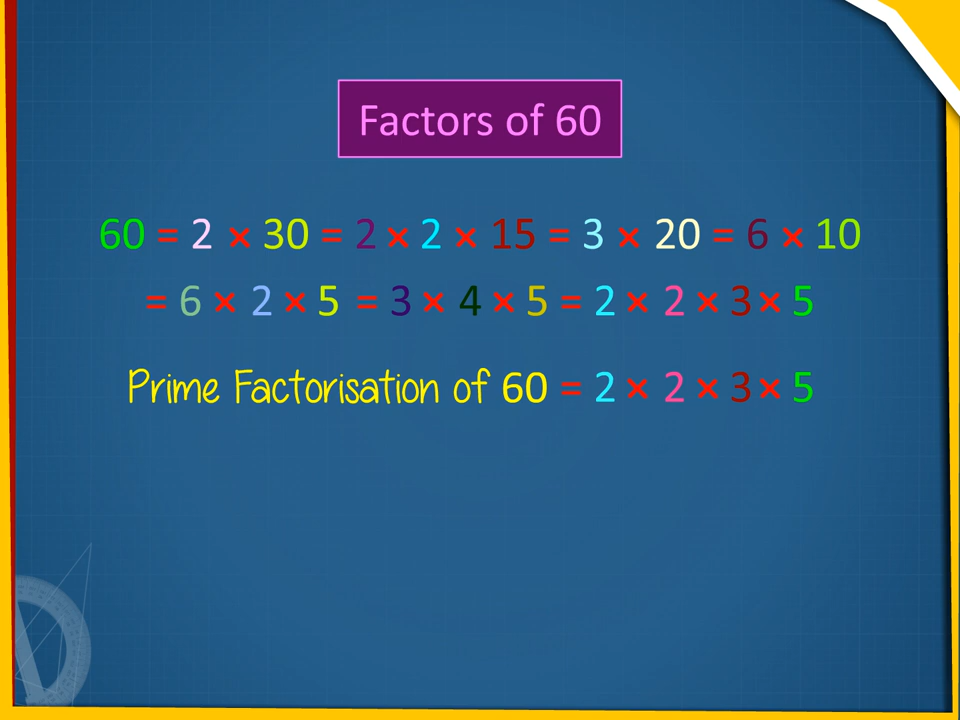 Factors of 60
60 = 2 × 30 = 2 × 2 × 15 = 3 × 20 = 6 × 10
= 6 × 2 × 5 = 3 × 4 × 5 = 2 × 2 × 3 × 5
Prime Factorisation of 60 = 2 × 2 × 3 × 5